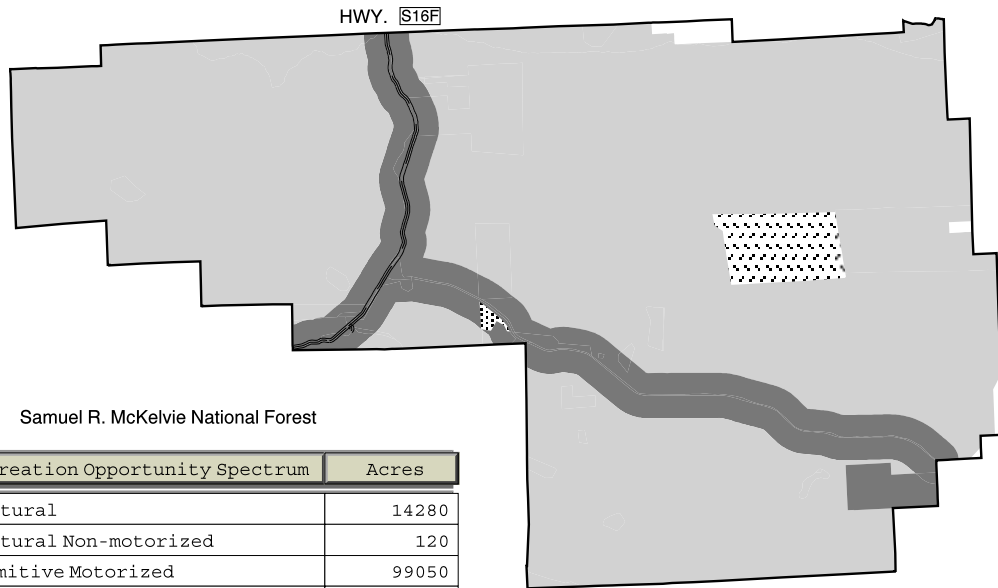 HWY. S16F
Samuel R. McKelvie National Forest
reation Opportunity Spectrum Acres
tural 14280
tural Non-motorized 120
mitive Motorized 99050